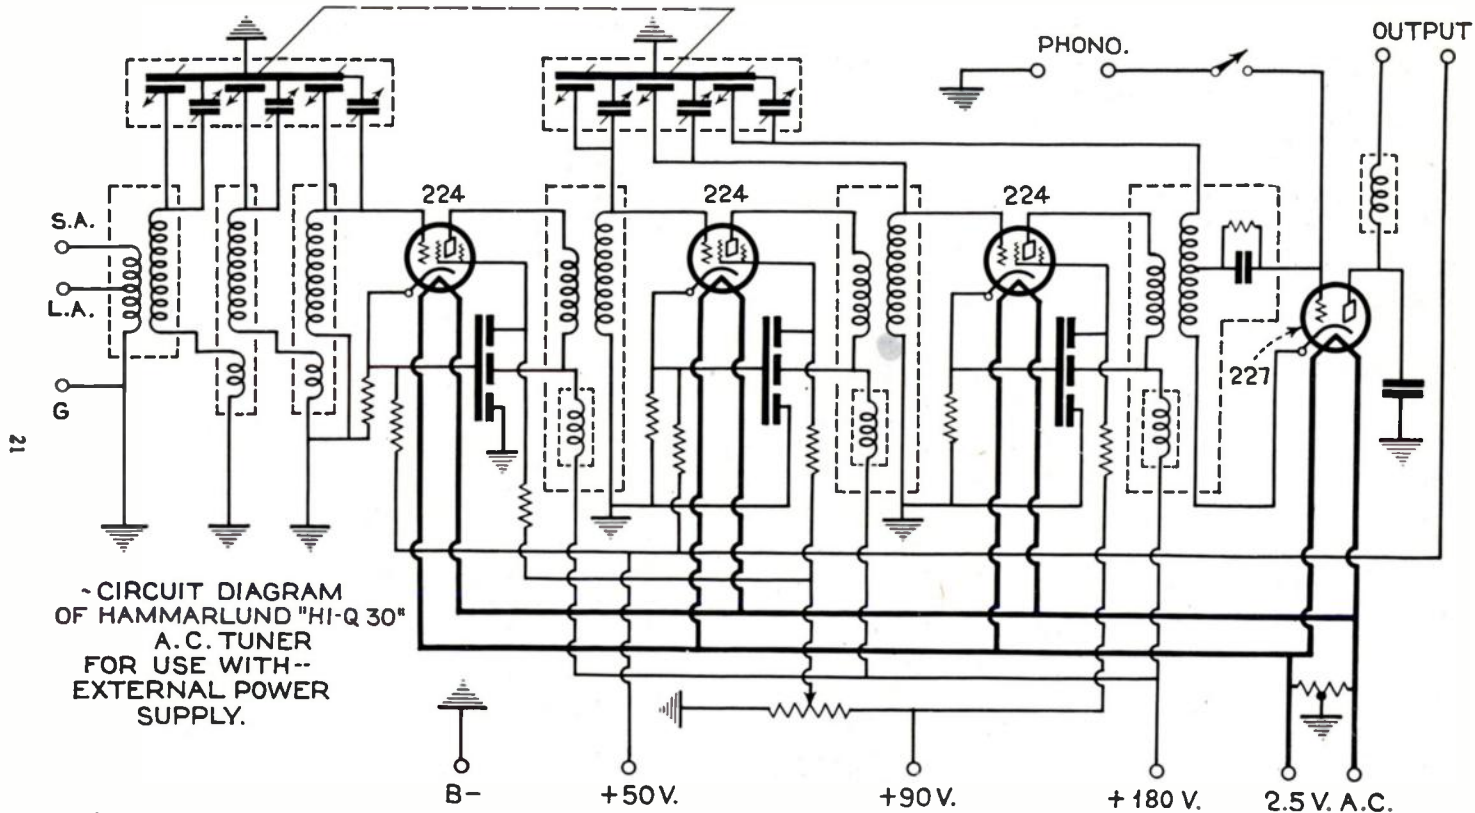 OUTPUT
PHONO.
224
224
224
S.A.
L.A.
G
227
21
~CIRCUIT DIAGRAM
OF HAMMARLUND "HI-Q 30"
A.C. TUNER
FOR USE WITH--
EXTERNAL POWER
SUPPLY.
B-
+50 V.
+90 V.
+180 V.
2.5 V. A.C.